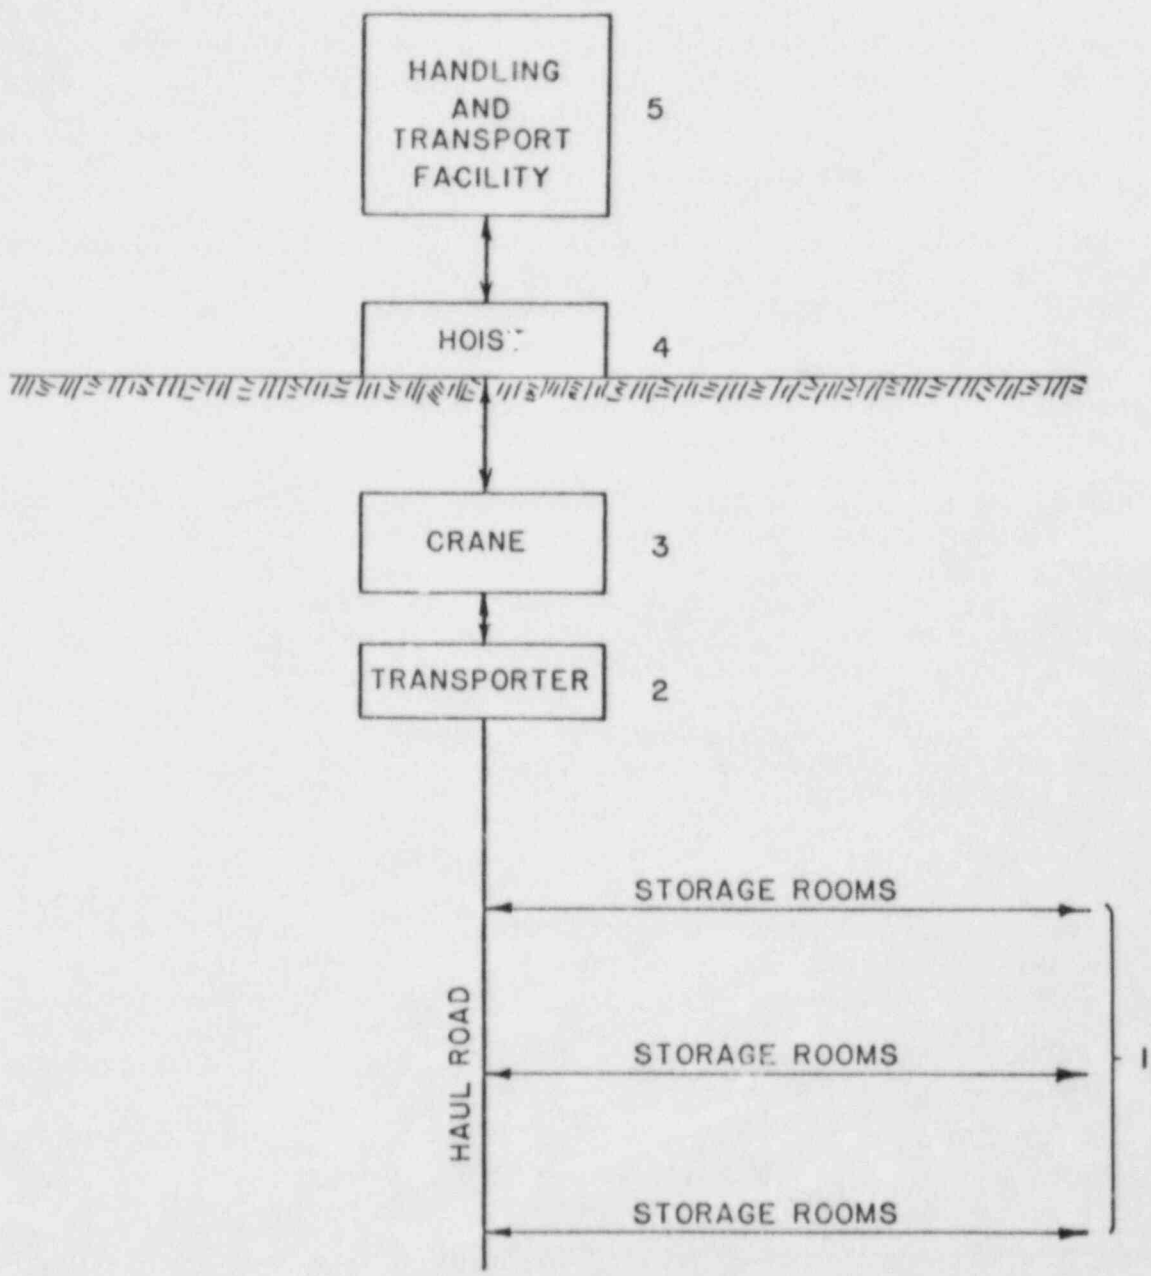 HANDLING
AND
TRANSPORT
FACILITY
5
HOIST
4
CRANE
3
TRANSPORTER
2
STORAGE ROOMS
HAUL ROAD
STORAGE ROOMS
1
STORAGE ROOMS